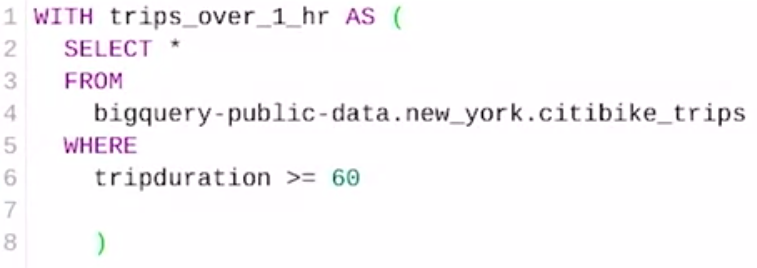 1 WITH trips_over_1_hr AS (
2 SELECT *
3 FROM
4 bigquery-public-data.new_york.citibike_trips
5 WHERE
6 tripduration >= 60
7
8 )